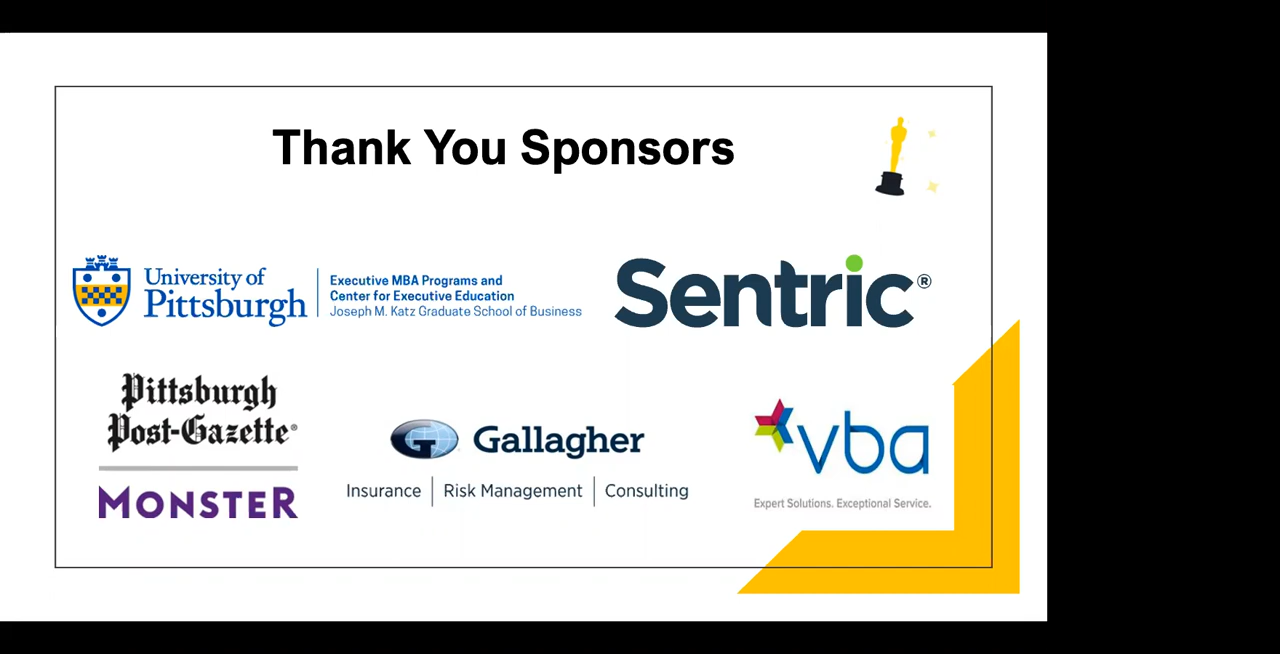 Thank You Sponsors
University of
Pittsburgh
Executive MBA Programs and
Center for Executive Education
Joseph M. Katz Graduate School of Business
Sentric®
Pittsburgh
Post-Gazette®
MONSTER
G Gallagher
Insurance | Risk Management | Consulting
vba
Expert Solutions. Exceptional Service.